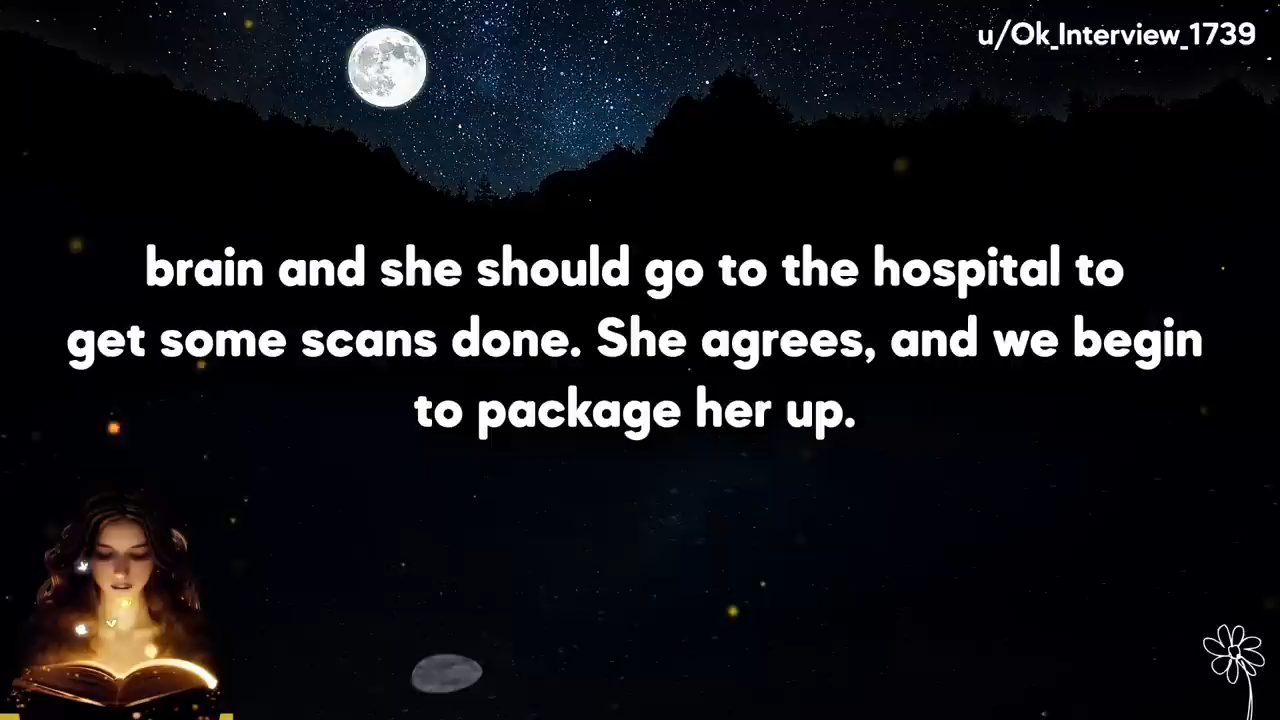 u/Ok_Interview_1739
brain and she should go to the hospital to
get some scans done. She agrees, and we begin
to package her up.